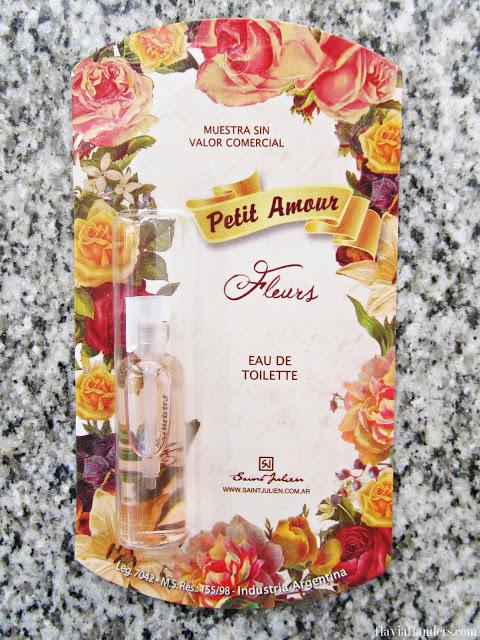 MUESTRA SIN
VALOR COMERCIAL
Petit Amour
Fleurs
EAU DE
TOILETTE
Saint Julien
WWW.SAINTJULIEN.COM.AR
Leg. 7042 - M.S. Res.: 155/98 - Industria Argentina
flaviaflanders.com